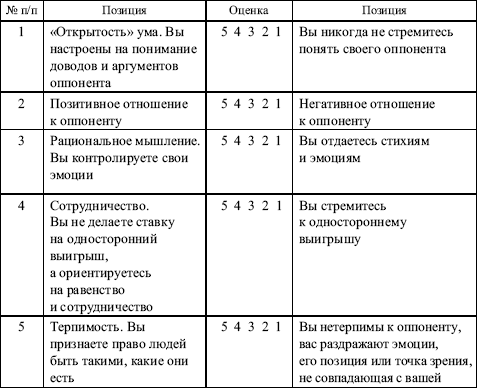 № п/п Позиция Оценка Позиция
1 «Открытость» ума. Вы 5 4 3 2 1 Вы никогда не стремитесь
настроены на понимание понять своего оппонента
доводов и аргументов
оппонента
2 Позитивное отношение 5 4 3 2 1 Негативное отношение
к оппоненту к оппоненту
3 Рациональное мышление. 5 4 3 2 1 Вы отдаетесь стихиям
Вы контролируете свои и эмоциям
эмоции
4 Сотрудничество. 5 4 3 2 1 Вы стремитесь
Вы не делаете ставку к одностороннему
на односторонний выигрышу
выигрыш,
а ориентируетесь
на равенство
и сотрудничество
5 Терпимость. Вы 5 4 3 2 1 Вы нетерпимы к оппоненту,
признаете право людей вас раздражают эмоции,
быть такими, какие они его позиция или точка зрения,
есть не совпадающая с вашей